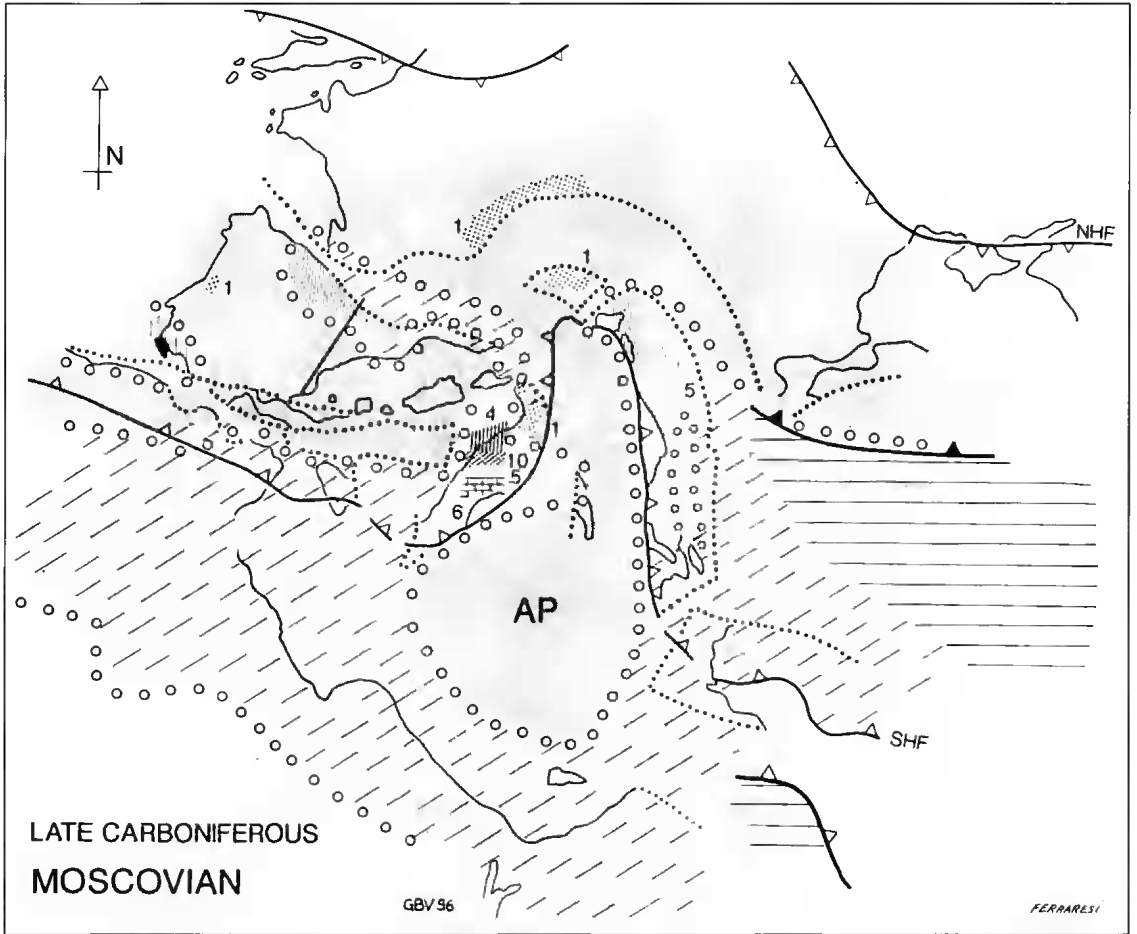 N
NHF
1
1
1
5
4
1
10
5
6
AP
SHF
LATE CARBONIFEROUS
MOSCOVIAN
GBV 96
FERRARESI